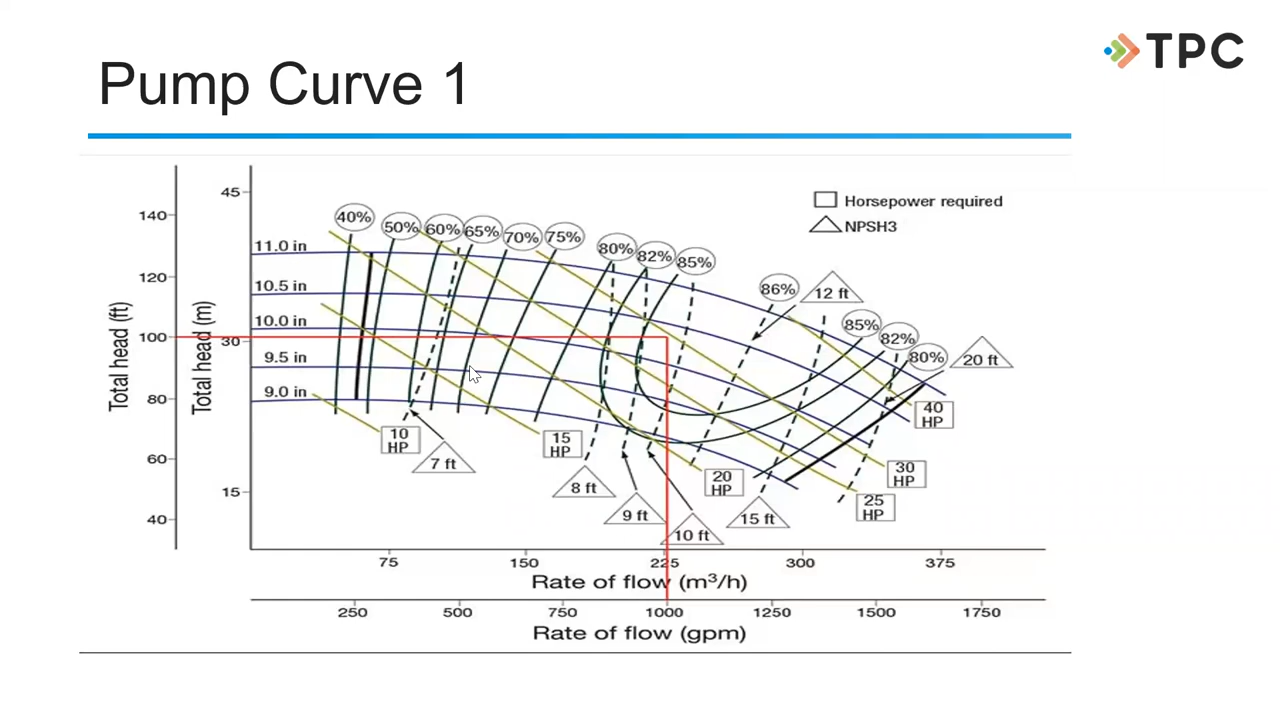 TPC
Pump Curve 1
45
140
120
100
80
60
40
30
15
Total head (ft)
Total head (m)
Horsepower required
NPSH3
40%
50%
60%
65%
70%
75%
80%
82%
85%
86%
12 ft
85%
82%
80%
20 ft
11.0 in
10.5 in
10.0 in
9.5 in
9.0 in
10
HP
7 ft
15
HP
8 ft
9 ft
10 ft
20
HP
15 ft
25
HP
30
HP
40
HP
75 150 225 300 375
Rate of flow (m³/h)
250 500 750 1000 1250 1500 1750
Rate of flow (gpm)